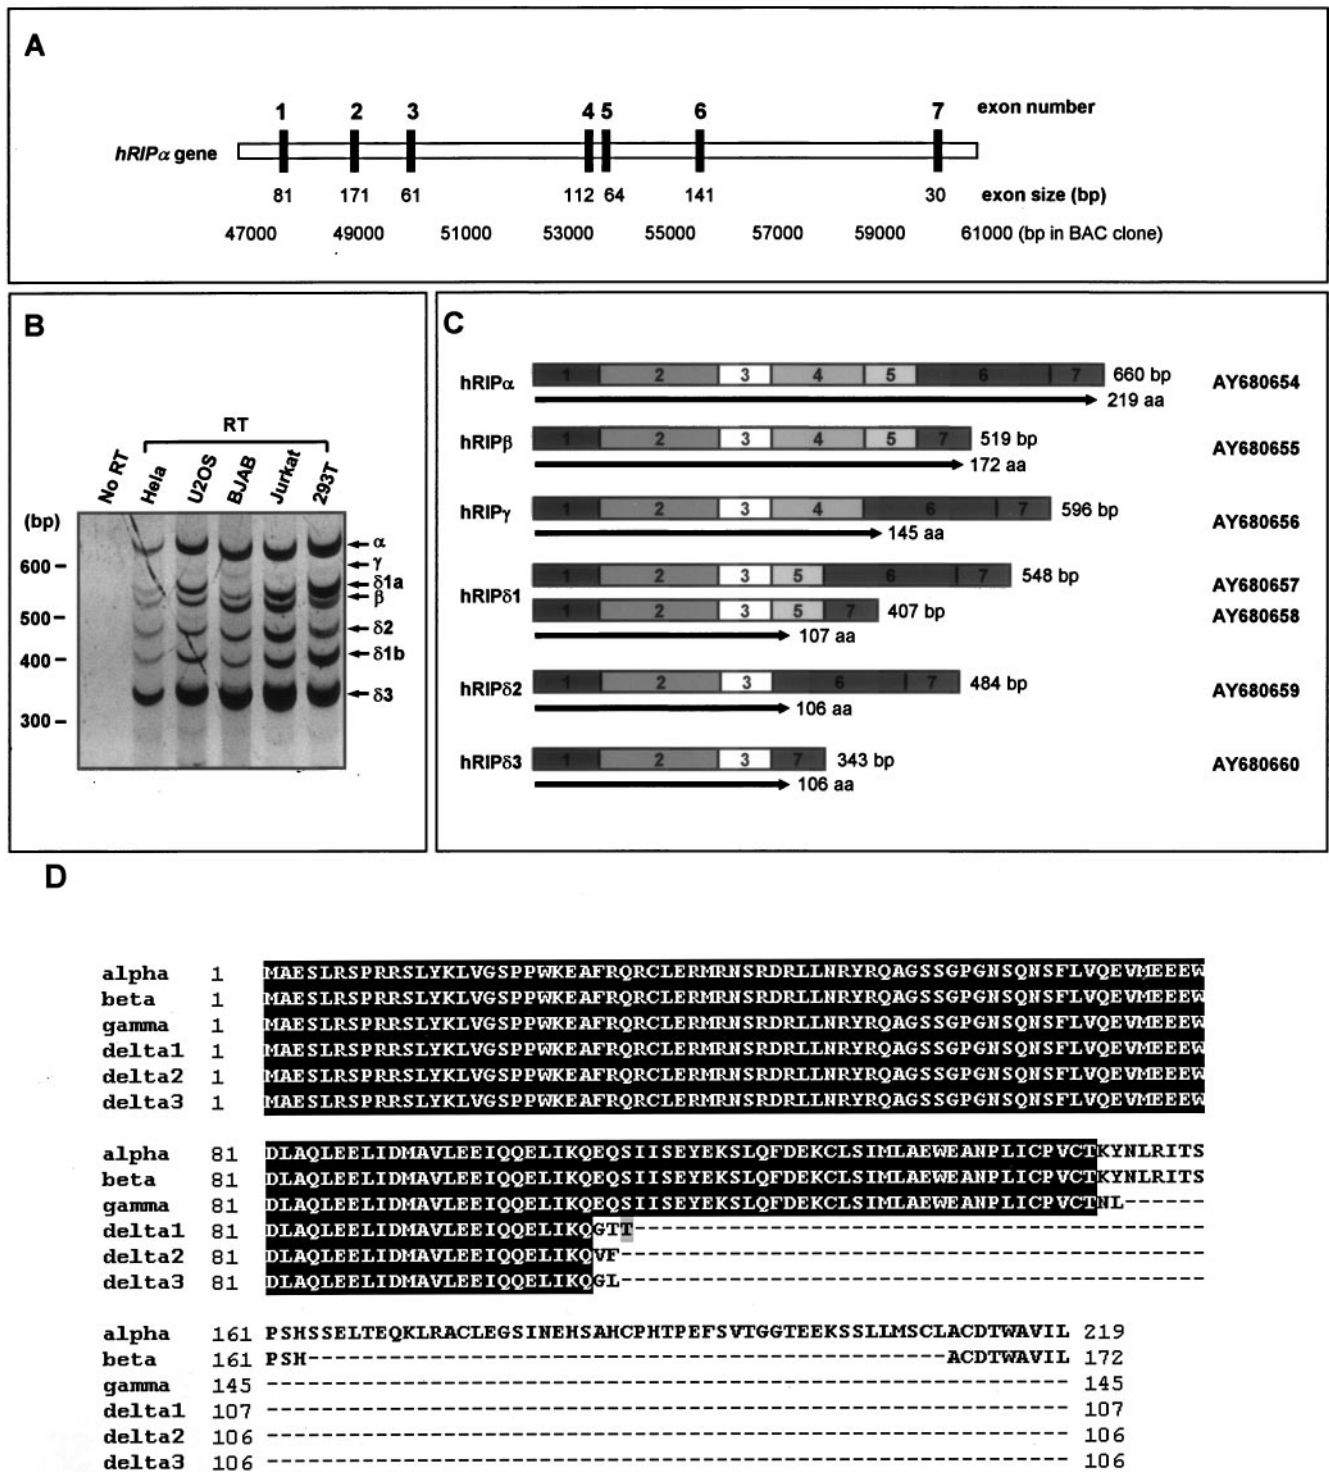 A
1 2 3 4 5 6 7 exon number
hRIPα gene
81 171 61 112 64 141 30 exon size (bp)
47000 49000 51000 53000 55000 57000 59000 61000 (bp in BAC clone)
B
RT
No RT Hela U2OS BJAB Jurkat 293T
(bp)
α
600
γ
δ1a
β
500
δ2
400
δ1b
δ3
300
C
hRIPα 1 2 3 4 5 6 7 660 bp AY680654
219 aa
hRIPβ 1 2 3 4 5 7 519 bp AY680655
172 aa
hRIPγ 1 2 3 4 6 7 596 bp AY680656
145 aa
hRIPδ1 1 2 3 5 6 7 548 bp AY680657
1 2 3 5 7 407 bp AY680658
107 aa
hRIPδ2 1 2 3 6 7 484 bp AY680659
106 aa
hRIPδ3 1 2 3 7 343 bp AY680660
106 aa
D
alpha 1 MAESLRSPRRSLYKLVGSPPWKEAFRQRCLERMRNSRDRLLNRYRQAGSSGPGNSQNSFLVQEVMEEEW
beta 1 MAESLRSPRRSLYKLVGSPPWKEAFRQRCLERMRNSRDRLLNRYRQAGSSGPGNSQNSFLVQEVMEEEW
gamma 1 MAESLRSPRRSLYKLVGSPPWKEAFRQRCLERMRNSRDRLLNRYRQAGSSGPGNSQNSFLVQEVMEEEW
delta1 1 MAESLRSPRRSLYKLVGSPPWKEAFRQRCLERMRNSRDRLLNRYRQAGSSGPGNSQNSFLVQEVMEEEW
delta2 1 MAESLRSPRRSLYKLVGSPPWKEAFRQRCLERMRNSRDRLLNRYRQAGSSGPGNSQNSFLVQEVMEEEW
delta3 1 MAESLRSPRRSLYKLVGSPPWKEAFRQRCLERMRNSRDRLLNRYRQAGSSGPGNSQNSFLVQEVMEEEW
alpha 81 DLAQLEELIDMAVLEEIQQELIKQEQSIISEYEKSLQFDEKCLSIMLAEWEANPLICPVCTKYNLRITS
beta 81 DLAQLEELIDMAVLEEIQQELIKQEQSIISEYEKSLQFDEKCLSIMLAEWEANPLICPVCTKYNLRITS
gamma 81 DLAQLEELIDMAVLEEIQQELIKQEQSIISEYEKSLQFDEKCLSIMLAEWEANPLICPVCTNL------
delta1 81 DLAQLEELIDMAVLEEIQQELIKQGTT------------------------------------------
delta2 81 DLAQLEELIDMAVLEEIQQELIKQVF-------------------------------------------
delta3 81 DLAQLEELIDMAVLEEIQQELIKQGL-------------------------------------------
alpha 161 PSHSSELTEQKLRACLEGSINEHSAHCPHTPEFSVTGGTEEKSSLLMSCLACDTWAVIL 219
beta 161 PSH-----------------------------------------------ACDTWAVIL 172
gamma 145 ----------------------------------------------------------- 145
delta1 107 ----------------------------------------------------------- 107
delta2 106 ----------------------------------------------------------- 106
delta3 106 ----------------------------------------------------------- 106